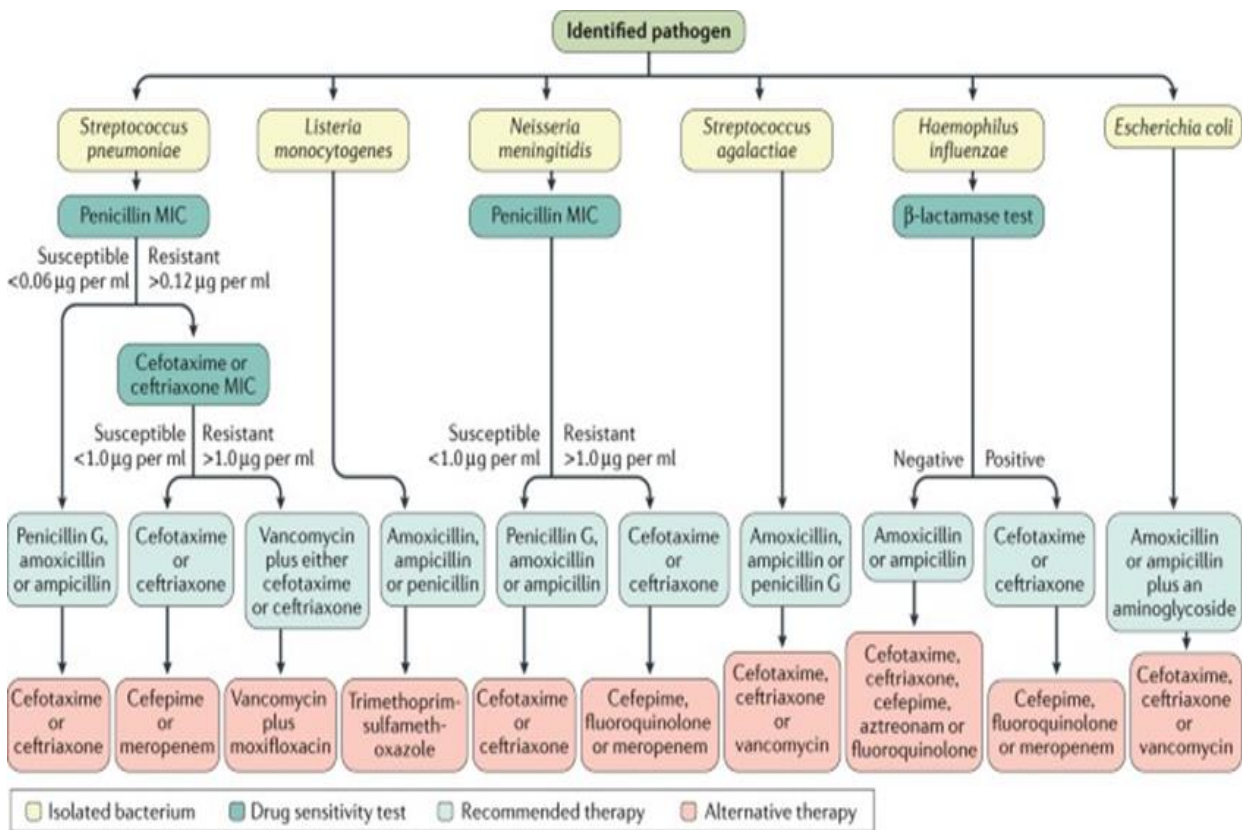 Identified pathogen
Streptococcus
pneumoniae
Listeria
monocytogenes
Neisseria
meningitidis
Streptococcus
agalactiae
Haemophilus
influenzae
Escherichia coli
Penicillin MIC
Penicillin MIC
β-lactamase test
Susceptible
<0.06 µg per ml
Resistant
>0.12 µg per ml
Cefotaxime or
ceftriaxone MIC
Susceptible
<1.0 µg per ml
Resistant
>1.0 µg per ml
Susceptible
<1.0 µg per ml
Resistant
>1.0 µg per ml
Negative
Positive
Penicillin G,
amoxicillin
or ampicillin
Cefotaxime
or
ceftriaxone
Vancomycin
plus either
cefotaxime
or ceftriaxone
Amoxicillin,
ampicillin
or penicillin
Penicillin G,
amoxicillin
or ampicillin
Cefotaxime
or
ceftriaxone
Amoxicillin,
ampicillin or
penicillin G
Amoxicillin
or ampicillin
Cefotaxime
or
ceftriaxone
Amoxicillin
or ampicillin
plus an
aminoglycoside
Cefotaxime
or
ceftriaxone
Cefepime
or
meropenem
Vancomycin
plus
moxifloxacin
Trimethoprim-
sulfameth-
oxazole
Cefotaxime
or
ceftriaxone
Cefepime,
fluoroquinolone
or meropenem
Cefotaxime,
ceftriaxone
or
vancomycin
Cefotaxime,
ceftriaxone,
cefepime,
aztreonam or
fluoroquinolone
Cefepime,
fluoroquinolone
or meropenem
Cefotaxime,
ceftriaxone or
vancomycin
Isolated bacterium
Drug sensitivity test
Recommended therapy
Alternative therapy